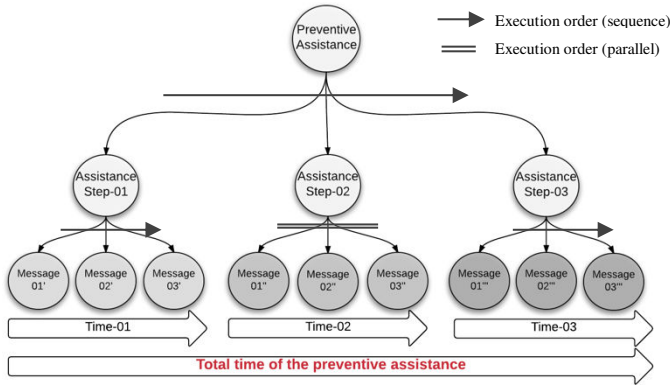 Preventive
Assistance
Execution order (sequence)
Execution order (parallel)
Assistance
Step-01
Assistance
Step-02
Assistance
Step-03
Message
01'
Message
02'
Message
03'
Message
01"
Message
02"
Message
03"
Message
01'"
Message
02'"
Message
03'"
Time-01
Time-02
Time-03
Total time of the preventive assistance